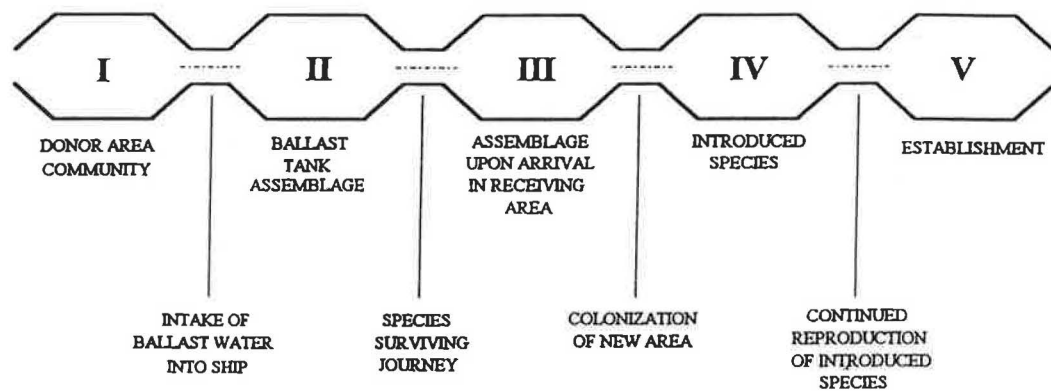 I
II
III
IV
V
DONOR AREA
COMMUNITY
BALLAST
TANK
ASSEMBLAGE
ASSEMBLAGE
UPON ARRIVAL
IN RECEIVING
AREA
INTRODUCED
SPECIES
ESTABLISHMENT
INTAKE OF
BALLAST WATER
INTO SHIP
SPECIES
SURVIVING
JOURNEY
COLONIZATION
OF NEW AREA
CONTINUED
REPRODUCTION
OF INTRODUCED
SPECIES